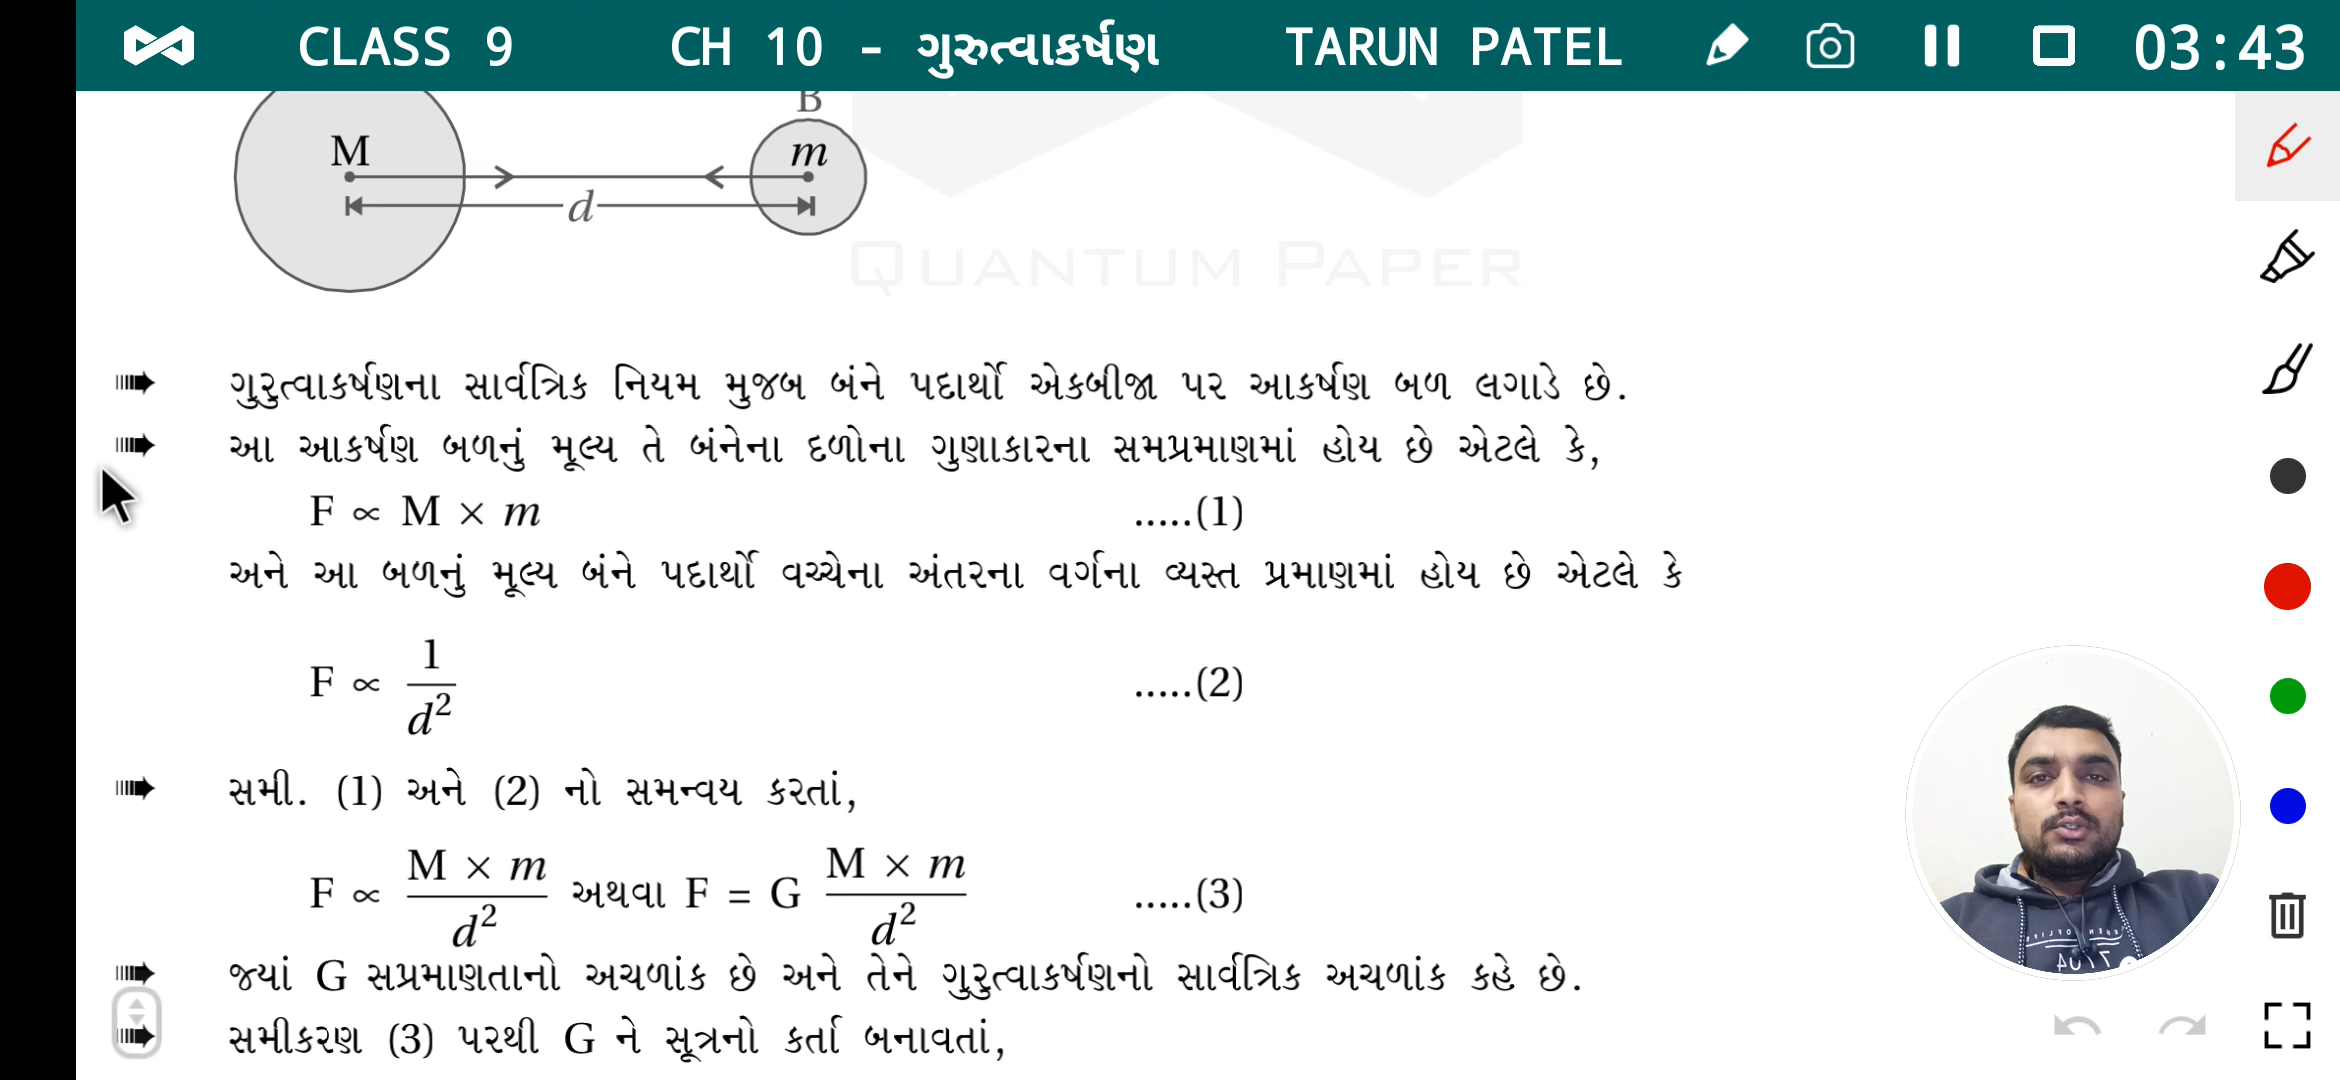 CLASS 9 CH 10 - ગુરુત્વાકર્ષણ TARUN PATEL 03:43
B
M m
d
QUANTUM PAPER
ગુરુત્વાકર્ષણના સાર્વત્રિક નિયમ મુજબ બંને પદાર્થો એકબીજા પર આકર્ષણ બળ લગાડે છે.
આ આકર્ષણ બળનું મૂલ્ય તે બંનેના દળોના ગુણાકારના સમપ્રમાણમાં હોય છે એટલે કે,
F ∝ M × m .....(1)
અને આ બળનું મૂલ્ય બંને પદાર્થો વચ્ચેના અંતરના વર્ગના વ્યસ્ત પ્રમાણમાં હોય છે એટલે કે
F ∝ 1/d² .....(2)
સમી. (1) અને (2) નો સમન્વય કરતાં,
F ∝ M × m/d² અથવા F = G M × m/d² .....(3)
જ્યાં G સપ્રમાણતાનો અચળાંક છે અને તેને ગુરુત્વાકર્ષણનો સાર્વત્રિક અચળાંક કહે છે.
સમીકરણ (3) પરથી G ને સૂત્રનો કર્તા બનાવતાં,